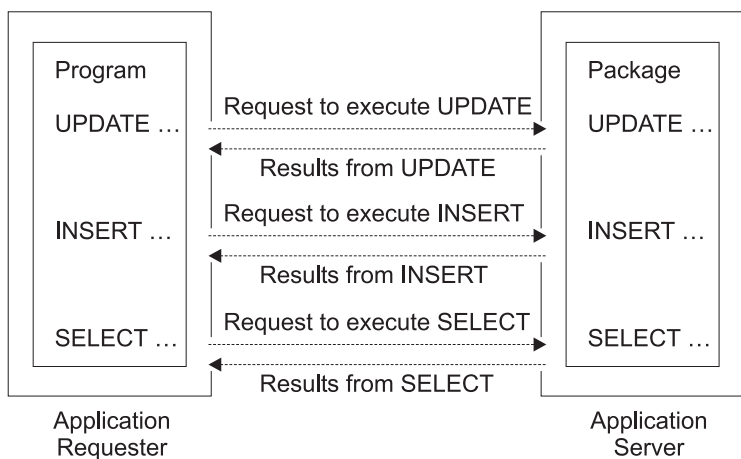 Program
UPDATE …
INSERT …
SELECT …
Request to execute UPDATE
Results from UPDATE
Request to execute INSERT
Results from INSERT
Request to execute SELECT
Results from SELECT
Package
UPDATE …
INSERT …
SELECT …
Application
Requester
Application
Server